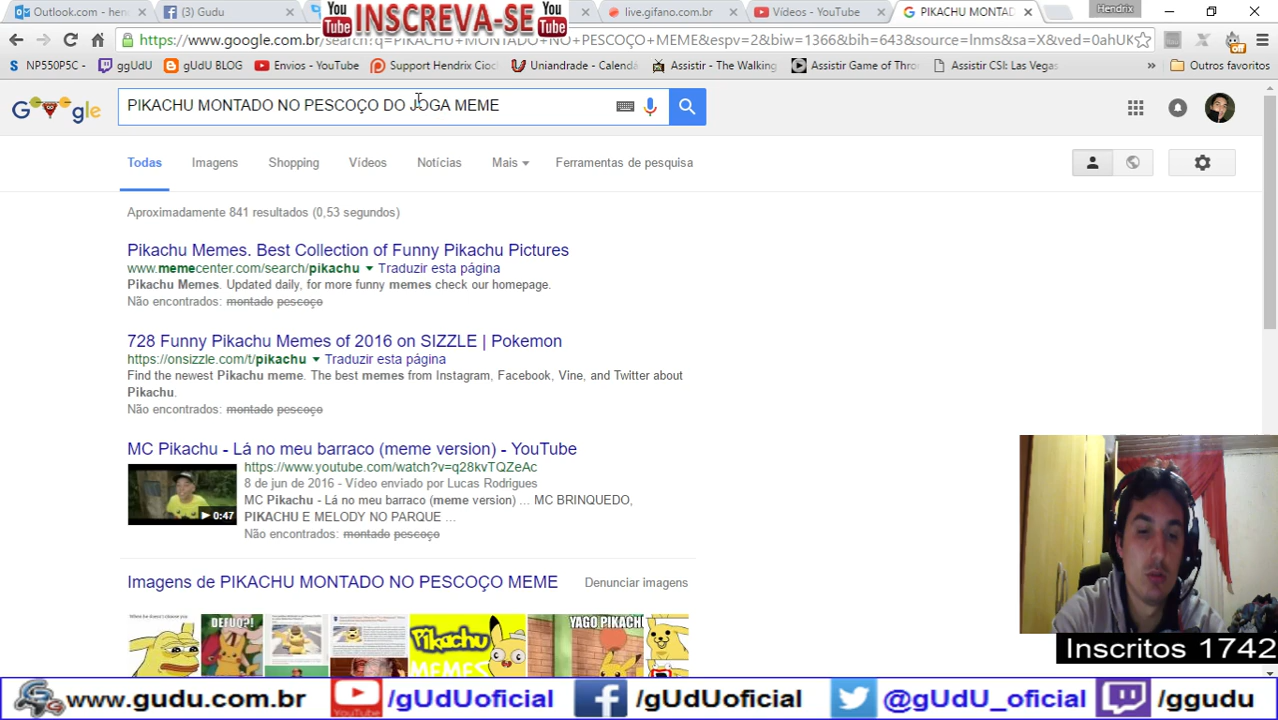 Outlook.com - hen
(3) Gudu
You Tube INSCREVA-SE You Tube
live.gifano.com.br
Vídeos - YouTube
PIKACHU MONTAD
Hendrix
https://www.google.com.br/search?q=PIKACHU+MONTADO+NO+PESCOÇO+MEME&espv=2&biw=1366&bih=643&source=lnms&sa=X&ved=0ahUK
NP550P5C -
ggUdU
gUdU BLOG
Envios - YouTube
Support Hendrix Cioc
Uniandrade - Calenda
Assistir - The Walking
Assistir Game of Thro
Assistir CSI: Las Vegas
»
Outros favoritos
Google
PIKACHU MONTADO NO PESCOÇO DO JOGA MEME
Todas
Imagens
Shopping
Vídeos
Notícias
Mais
Ferramentas de pesquisa
Aproximadamente 841 resultados (0,53 segundos)
Pikachu Memes. Best Collection of Funny Pikachu Pictures
www.memecenter.com/search/pikachu Traduzir esta página
Pikachu Memes. Updated daily, for more funny memes check our homepage.
Não encontrados: montado pescoço
728 Funny Pikachu Memes of 2016 on SIZZLE | Pokemon
https://onsizzle.com/t/pikachu Traduzir esta página
Find the newest Pikachu meme. The best memes from Instagram, Facebook, Vine, and Twitter about
Pikachu.
Não encontrados: montado pescoço
MC Pikachu - Lá no meu barraco (meme version) - YouTube
https://www.youtube.com/watch?v=q28kvTQZeAc
8 de jun de 2016 - Vídeo enviado por Lucas Rodrigues
MC Pikachu - Lá no meu barraco (meme version) ... MC BRINQUEDO,
PIKACHU E MELODY NO PARQUE ...
0:47
Não encontrados: montado pescoço
Imagens de PIKACHU MONTADO NO PESCOÇO MEME
Denunciar imagens
DEFUQ?!
Pikachu
MEMES
YAGO PIKACHU
Inscritos 1742
www.gudu.com.br
YouTube
/gUdUoficial
/gUdUoficial
@gUdU_oficial
/ggudu